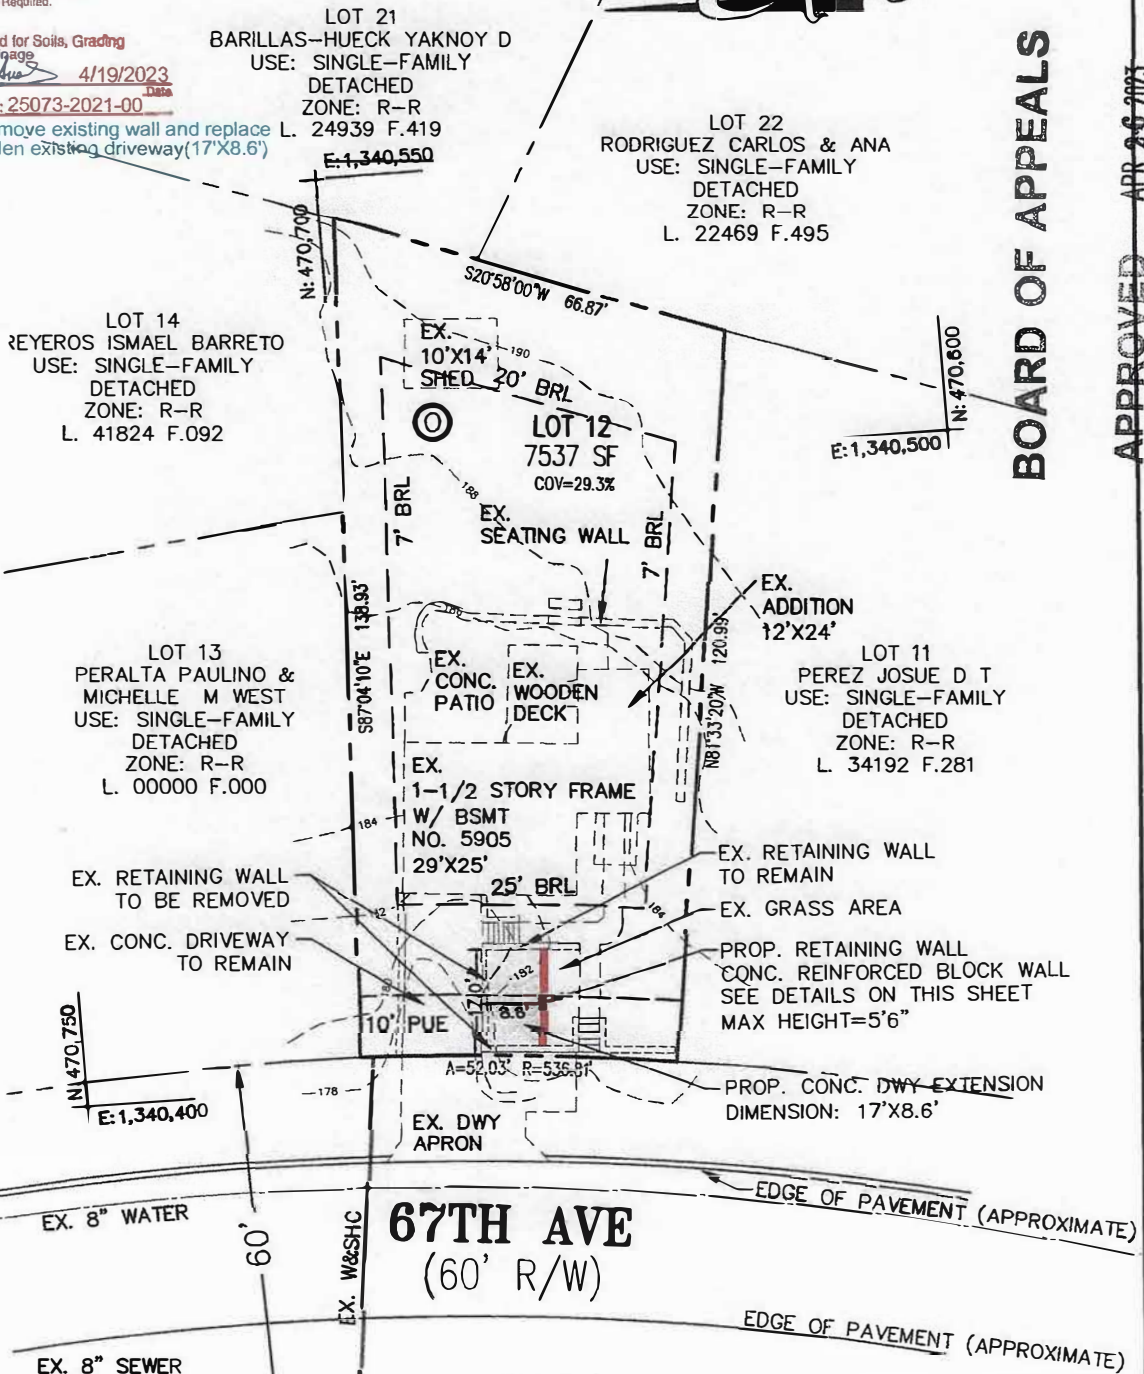 Required.
d for Soils, Grading
4/19/2023
Date
25073-2021-00
move existing wall and replace
existing driveway(17'X8.6')
LOT 21
BARILLAS-HUECK YAKNOY D
USE: SINGLE-FAMILY
DETACHED
ZONE: R-R
L. 24939 F.419
E:1,340,550
N: 470,700
LOT 22
RODRIGUEZ CARLOS & ANA
USE: SINGLE-FAMILY
DETACHED
ZONE: R-R
L. 22469 F.495
BOARD OF APPEALS
APPROVED APR 26 2023
S20°58'00"W 66.87'
LOT 14
REYEROS ISMAEL BARRETO
USE: SINGLE-FAMILY
DETACHED
ZONE: R-R
L. 41824 F.092
EX.
10'X14'
SHED
190
20' BRL
LOT 12
7537 SF
COV=29.3%
N: 470,600
E:1,340,500
7' BRL
188
EX.
SEATING WALL
7' BRL
S87°04'10"E 138.93'
186
EX.
ADDITION
12'X24'
N81°33'20"W 120.99'
LOT 13
PERALTA PAULINO &
MICHELLE M WEST
USE: SINGLE-FAMILY
DETACHED
ZONE: R-R
L. 00000 F.000
EX.
CONC.
PATIO
EX.
WOODEN
DECK
LOT 11
PEREZ JOSUE D T
USE: SINGLE-FAMILY
DETACHED
ZONE: R-R
L. 34192 F.281
EX.
1-1/2 STORY FRAME
W/ BSMT
NO. 5905
29'X25'
184
EX. RETAINING WALL
TO BE REMOVED
25' BRL
EX. RETAINING WALL
TO REMAIN
184
EX. GRASS AREA
EX. CONC. DRIVEWAY
TO REMAIN
182
180
8.6'
PROP. RETAINING WALL
CONC. REINFORCED BLOCK WALL
SEE DETAILS ON THIS SHEET
MAX HEIGHT=5'6"
10' PUE
N: 470,750
E:1,340,400
178
A=52.03' R=536.81'
PROP. CONC. DWY EXTENSION
DIMENSION: 17'X8.6'
EX. DWY
APRON
EDGE OF PAVEMENT (APPROXIMATE)
EX. 8" WATER
60'
EX. W&SHC
67TH AVE
(60' R/W)
EDGE OF PAVEMENT (APPROXIMATE)
EX. 8" SEWER